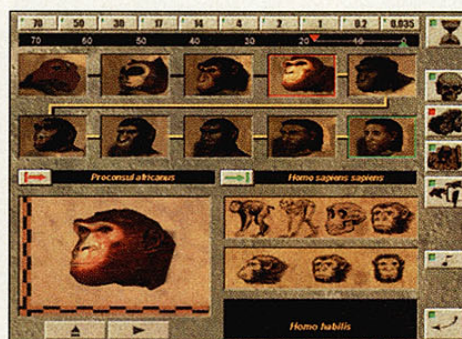 70 50 30 17 14 4 2 1 0.2 0.035
70 60 50 40 30 20 10 0
Proconsul africanus
Homo sapiens sapiens
Homo habilis